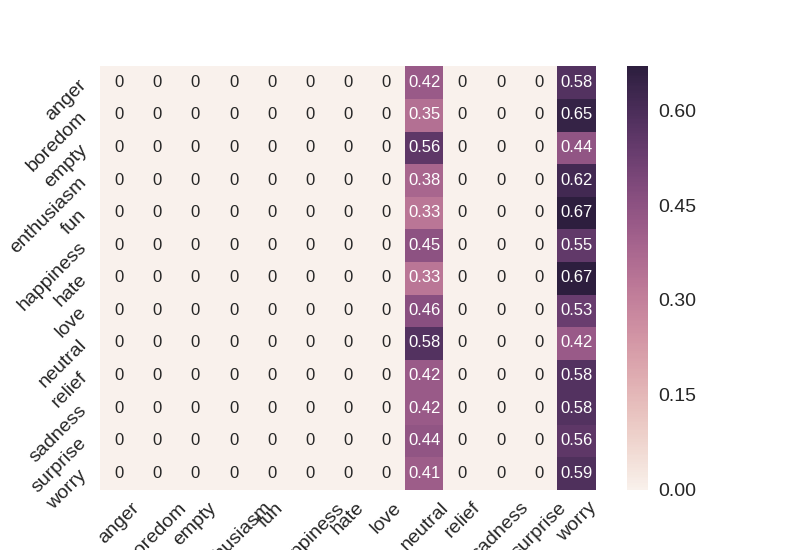 anger 0 0 0 0 0 0 0 0 0.42 0 0 0 0.58
boredom 0 0 0 0 0 0 0 0 0.35 0 0 0 0.65
empty 0 0 0 0 0 0 0 0 0.56 0 0 0 0.44
enthusiasm 0 0 0 0 0 0 0 0 0.38 0 0 0 0.62
fun 0 0 0 0 0 0 0 0 0.33 0 0 0 0.67
happiness 0 0 0 0 0 0 0 0 0.45 0 0 0 0.55
hate 0 0 0 0 0 0 0 0 0.33 0 0 0 0.67
love 0 0 0 0 0 0 0 0 0.46 0 0 0 0.53
neutral 0 0 0 0 0 0 0 0 0.58 0 0 0 0.42
relief 0 0 0 0 0 0 0 0 0.42 0 0 0 0.58
sadness 0 0 0 0 0 0 0 0 0.42 0 0 0 0.58
surprise 0 0 0 0 0 0 0 0 0.44 0 0 0 0.56
worry 0 0 0 0 0 0 0 0 0.41 0 0 0 0.59
anger oredom empty husiasm fun ppiness hate love neutral relief adness surprise worry
0.60
0.45
0.30
0.15
0.00